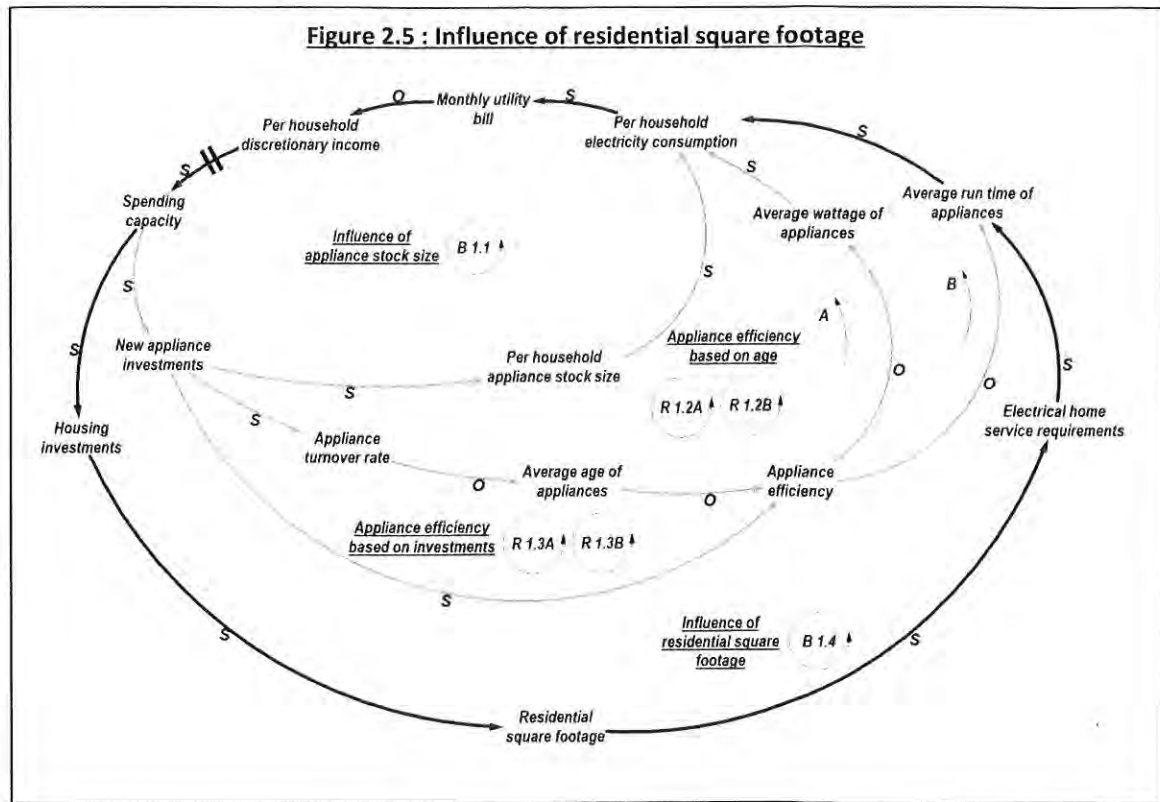 Figure 2.5 : Influence of residential square footage
O
Monthly utility
bill
S
Per household
discretionary income
Per household
electricity consumption
S
S
S
Spending
capacity
Average run time of
appliances
Average wattage of
appliances
Influence of
appliance stock size
B 1.1
S
S
B
A
S
New appliance
investments
Per household
appliance stock size
Appliance efficiency
based on age
O
O
S
S
R 1.2A
R 1.2B
Housing
investments
S
Appliance
turnover rate
Electrical home
service requirements
O
Average age of
appliances
O
Appliance
efficiency
Appliance efficiency
based on investments
R 1.3A
R 1.3B
S
S
Influence of
residential square
footage
B 1.4
S
Residential
square footage